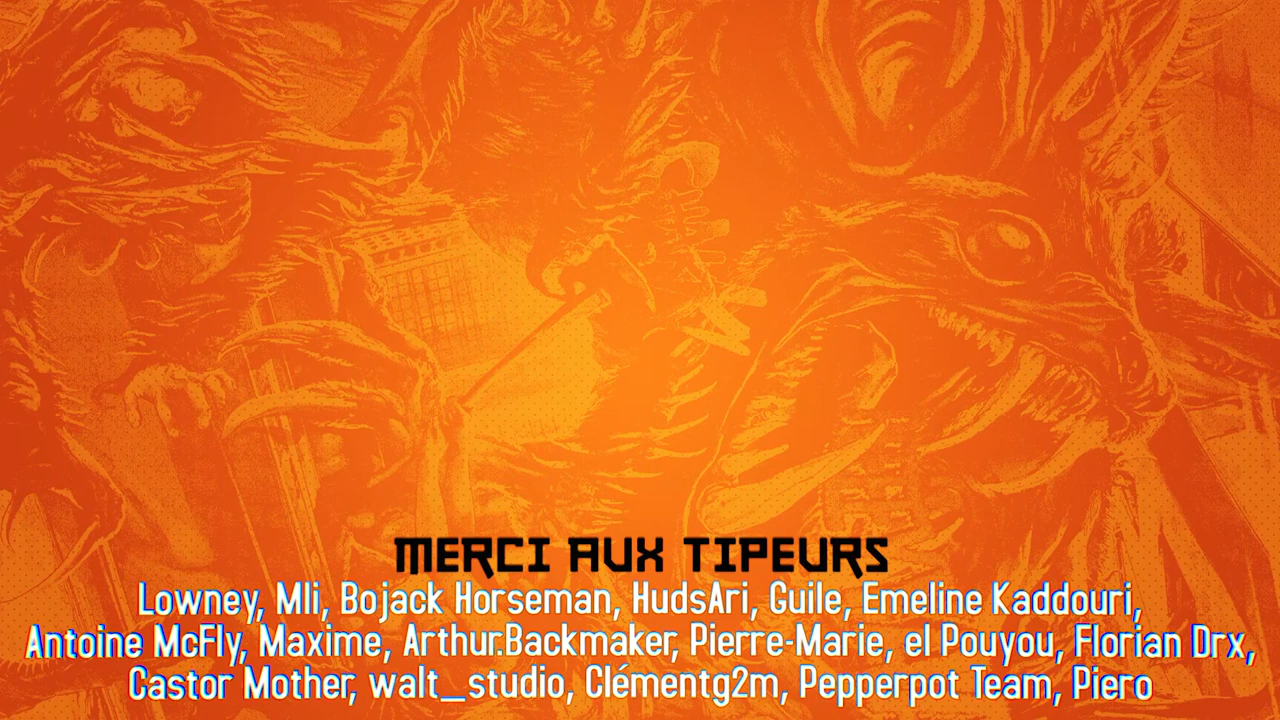 MERCI AUX TIPEURS
Lowney, Mli, Bojack Horseman, HudsAri, Guile, Emeline Kaddouri,
Antoine McFly, Maxime, Arthur.Backmaker, Pierre-Marie, el Pouyou, Florian Drx,
Castor Mother, walt_studio, Clémentg2m, Pepperpot Team, Piero